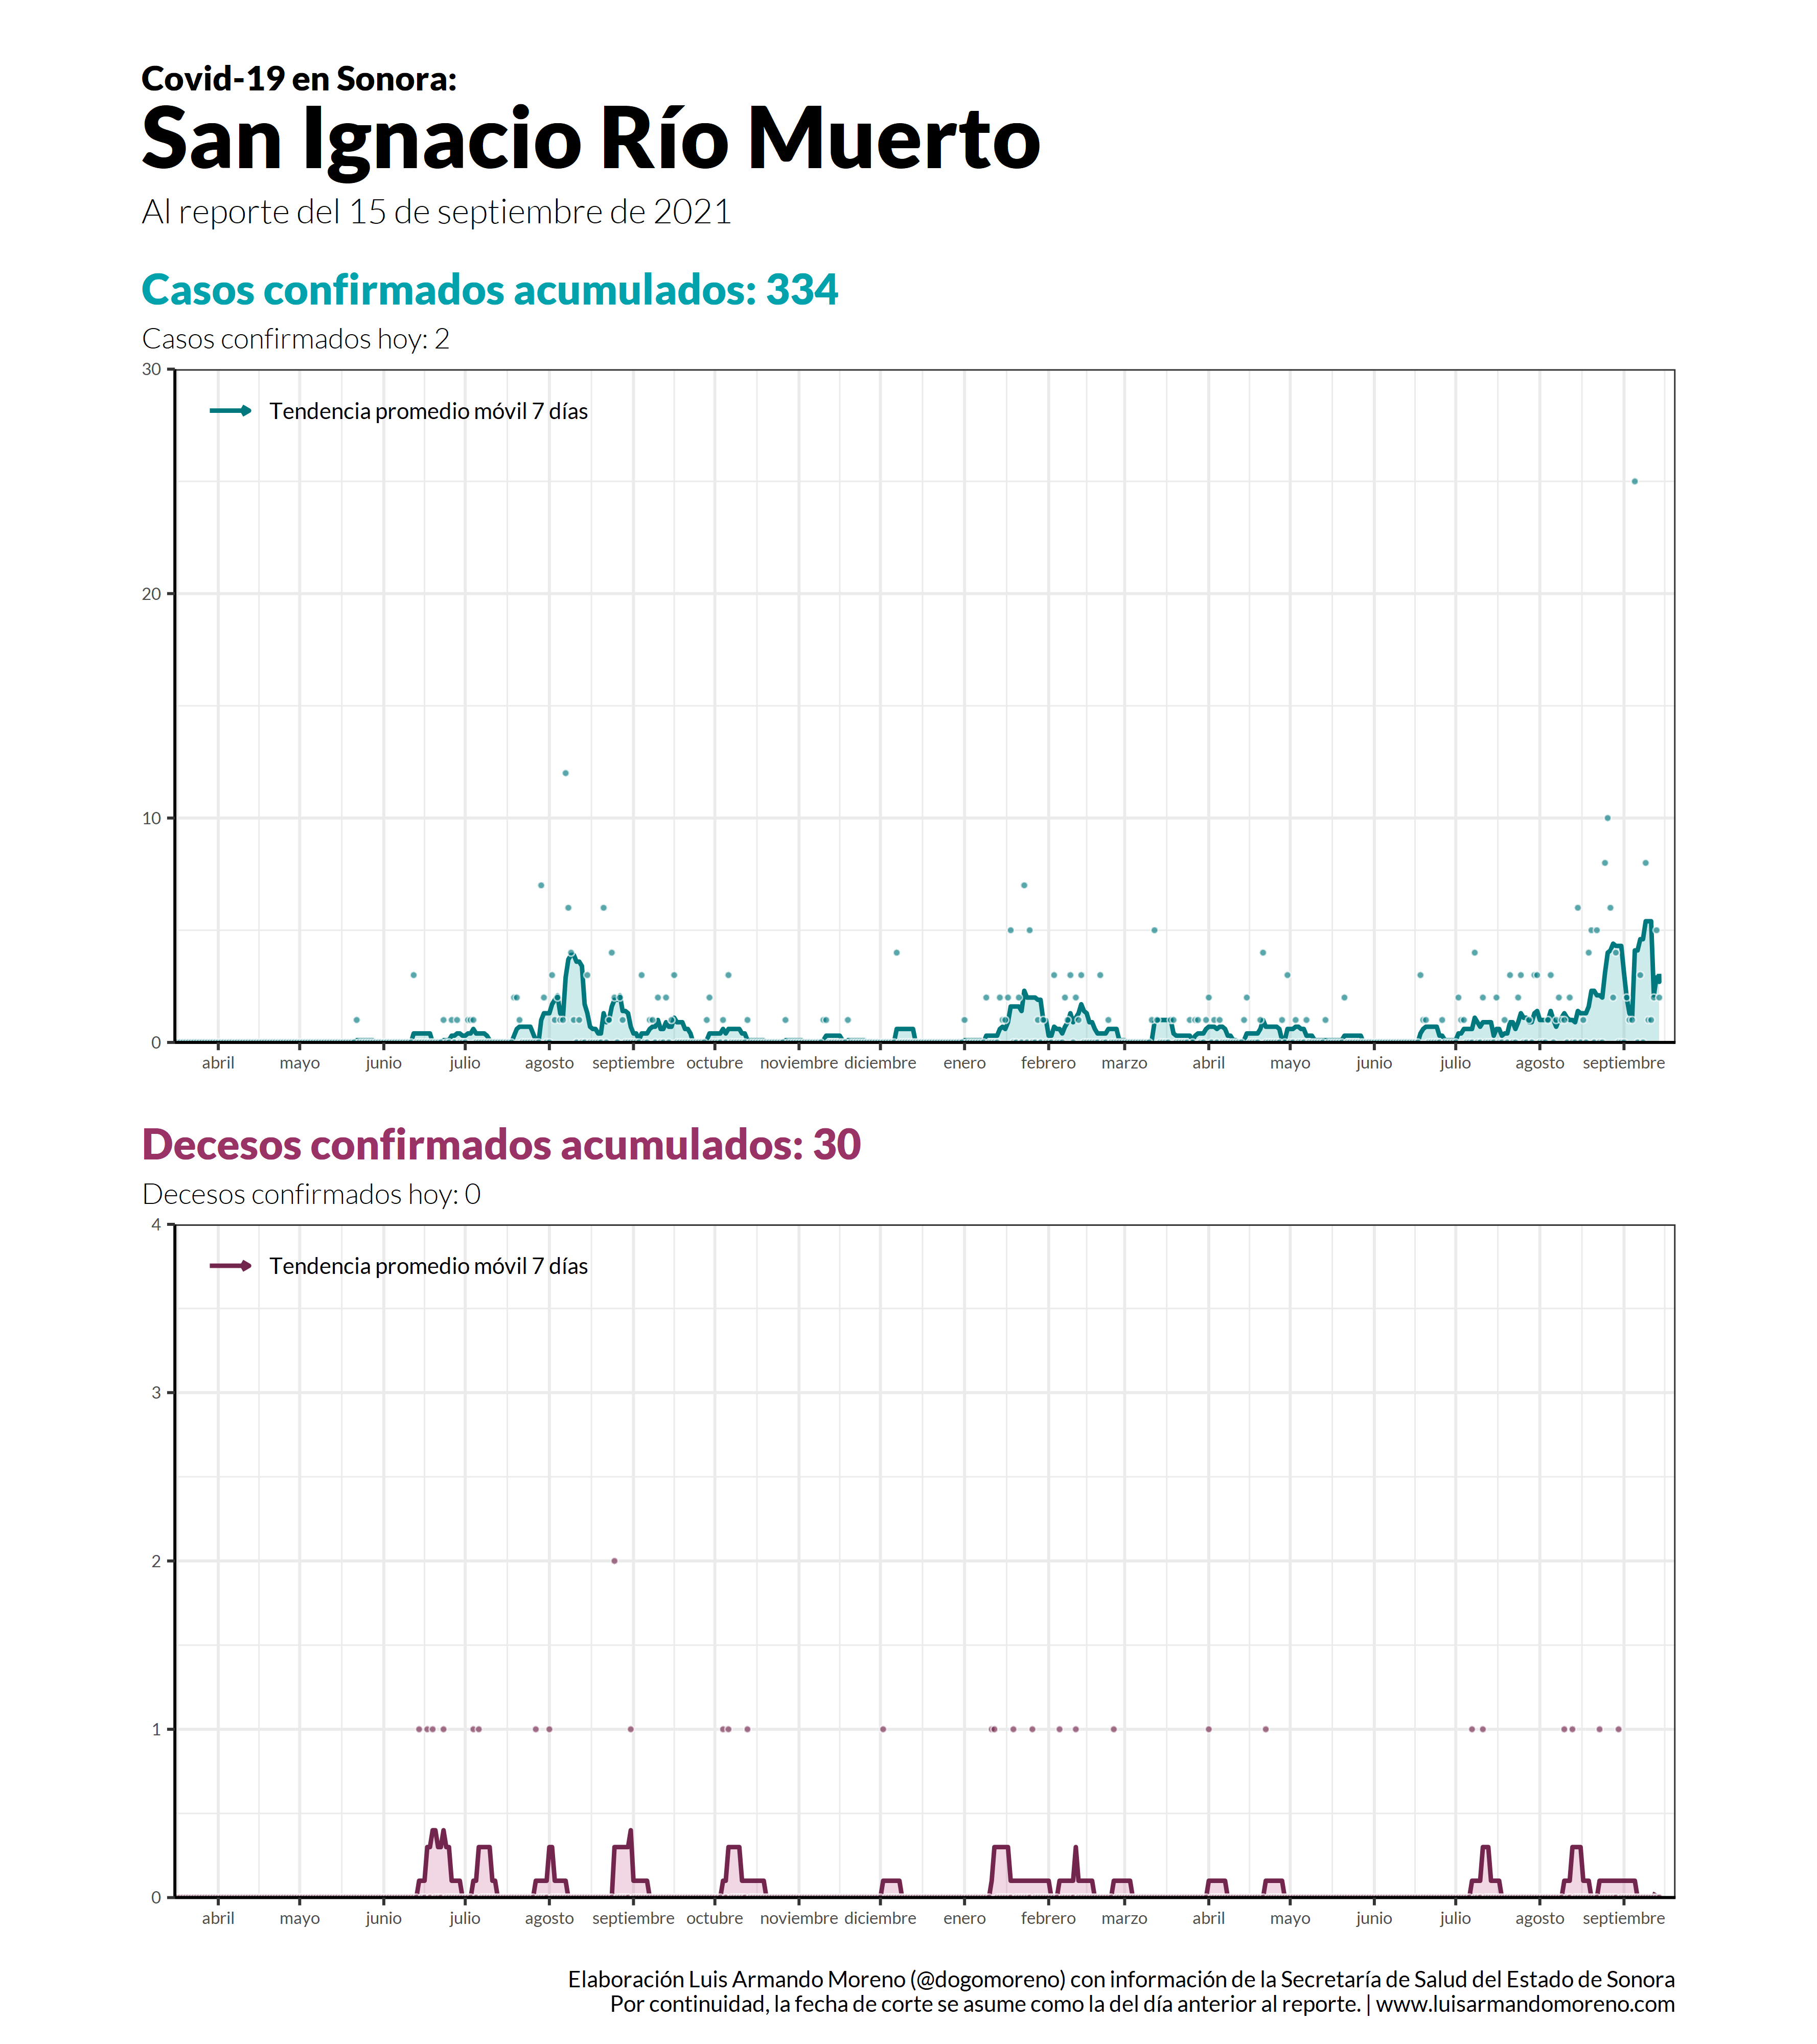 Covid-19 en Sonora:
San Ignacio Río Muerto
Al reporte del 15 de septiembre de 2021
Casos confirmados acumulados: 334
Casos confirmados hoy: 2
30
Tendencia promedio móvil 7 días
20
10
0
abril mayo junio julio agosto septiembre octubre noviembre diciembre enero febrero marzo abril mayo junio julio agosto septiembre
Decesos confirmados acumulados: 30
Decesos confirmados hoy: 0
4
Tendencia promedio móvil 7 días
3
2
1
0
abril mayo junio julio agosto septiembre octubre noviembre diciembre enero febrero marzo abril mayo junio julio agosto septiembre
Elaboración Luis Armando Moreno (@dogomoreno) con información de la Secretaría de Salud del Estado de Sonora
Por continuidad, la fecha de corte se asume como la del día anterior al reporte. | www.luisarmandomoreno.com